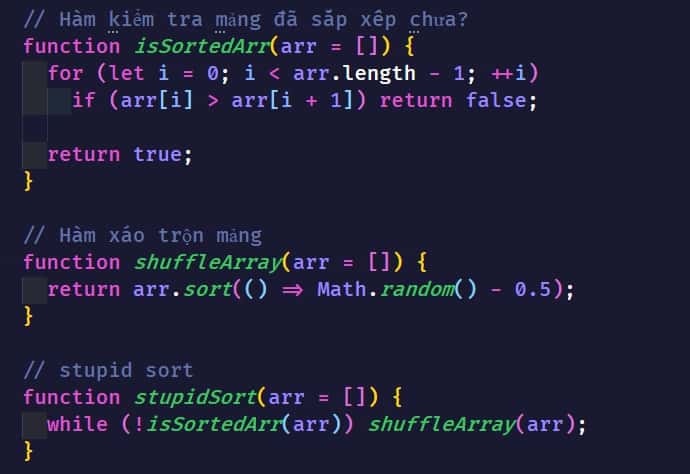 // Hàm kiểm tra mảng đã sắp xếp chưa?
function isSortedArr(arr = []) {
for (let i = 0; i < arr.length - 1; ++i)
if (arr[i] > arr[i + 1]) return false;
return true;
}
// Hàm xáo trộn mảng
function shuffleArray(arr = []) {
return arr.sort(() => Math.random() - 0.5);
}
// stupid sort
function stupidSort(arr = []) {
while (!isSortedArr(arr)) shuffleArray(arr);
}